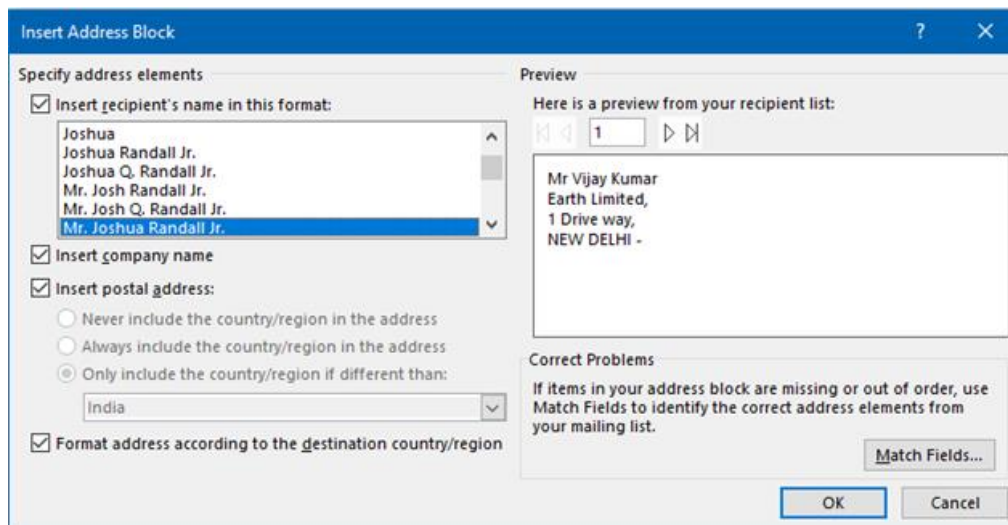 Insert Address Block
?
Specify address elements
Insert recipient's name in this format:
Joshua
Joshua Randall Jr.
Joshua Q. Randall Jr.
Mr. Josh Randall Jr.
Mr. Josh Q. Randall Jr.
Mr. Joshua Randall Jr.
Insert company name
Insert postal address:
Never include the country/region in the address
Always include the country/region in the address
Only include the country/region if different than:
India
Format address according to the destination country/region
Preview
Here is a preview from your recipient list:
1
Mr Vijay Kumar
Earth Limited,
1 Drive way,
NEW DELHI -
Correct Problems
If items in your address block are missing or out of order, use
Match Fields to identify the correct address elements from
your mailing list.
Match Fields...
OK
Cancel